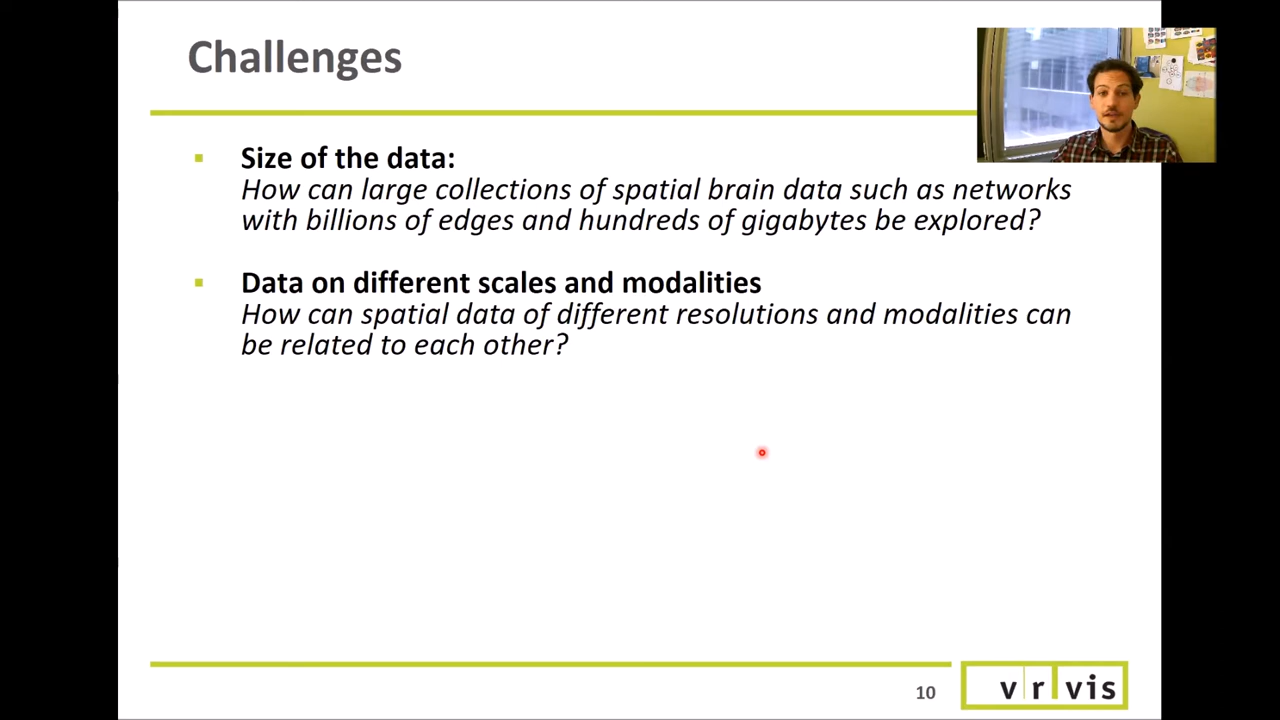 Challenges
▪ Size of the data:
How can large collections of spatial brain data such as networks
with billions of edges and hundreds of gigabytes be explored?
▪ Data on different scales and modalities
How can spatial data of different resolutions and modalities can
be related to each other?
10
vrvis